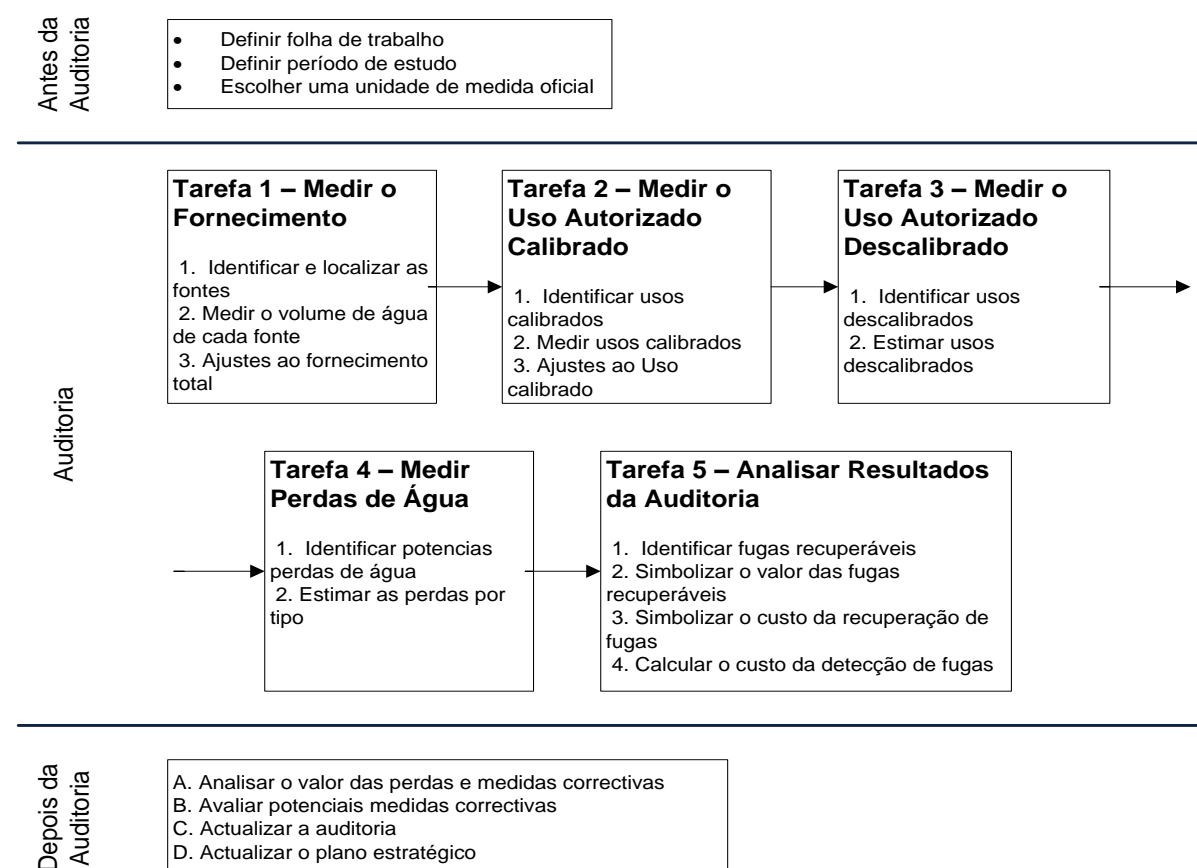 Antes da
Auditoria
• Definir folha de trabalho
• Definir período de estudo
• Escolher uma unidade de medida oficial
Auditoria
Tarefa 1 – Medir o
Fornecimento
1. Identificar e localizar as
fontes
2. Medir o volume de água
de cada fonte
3. Ajustes ao fornecimento
total
Tarefa 2 – Medir o
Uso Autorizado
Calibrado
1. Identificar usos
calibrados
2. Medir usos calibrados
3. Ajustes ao Uso
calibrado
Tarefa 3 – Medir o
Uso Autorizado
Descalibrado
1. Identificar usos
descalibrados
2. Estimar usos
descalibrados
Tarefa 4 – Medir
Perdas de Água
1. Identificar potencias
perdas de água
2. Estimar as perdas por
tipo
Tarefa 5 – Analisar Resultados
da Auditoria
1. Identificar fugas recuperáveis
2. Simbolizar o valor das fugas
recuperáveis
3. Simbolizar o custo da recuperação de
fugas
4. Calcular o custo da detecção de fugas
Depois da
Auditoria
A. Analisar o valor das perdas e medidas correctivas
B. Avaliar potenciais medidas correctivas
C. Actualizar a auditoria
D. Actualizar o plano estratégico